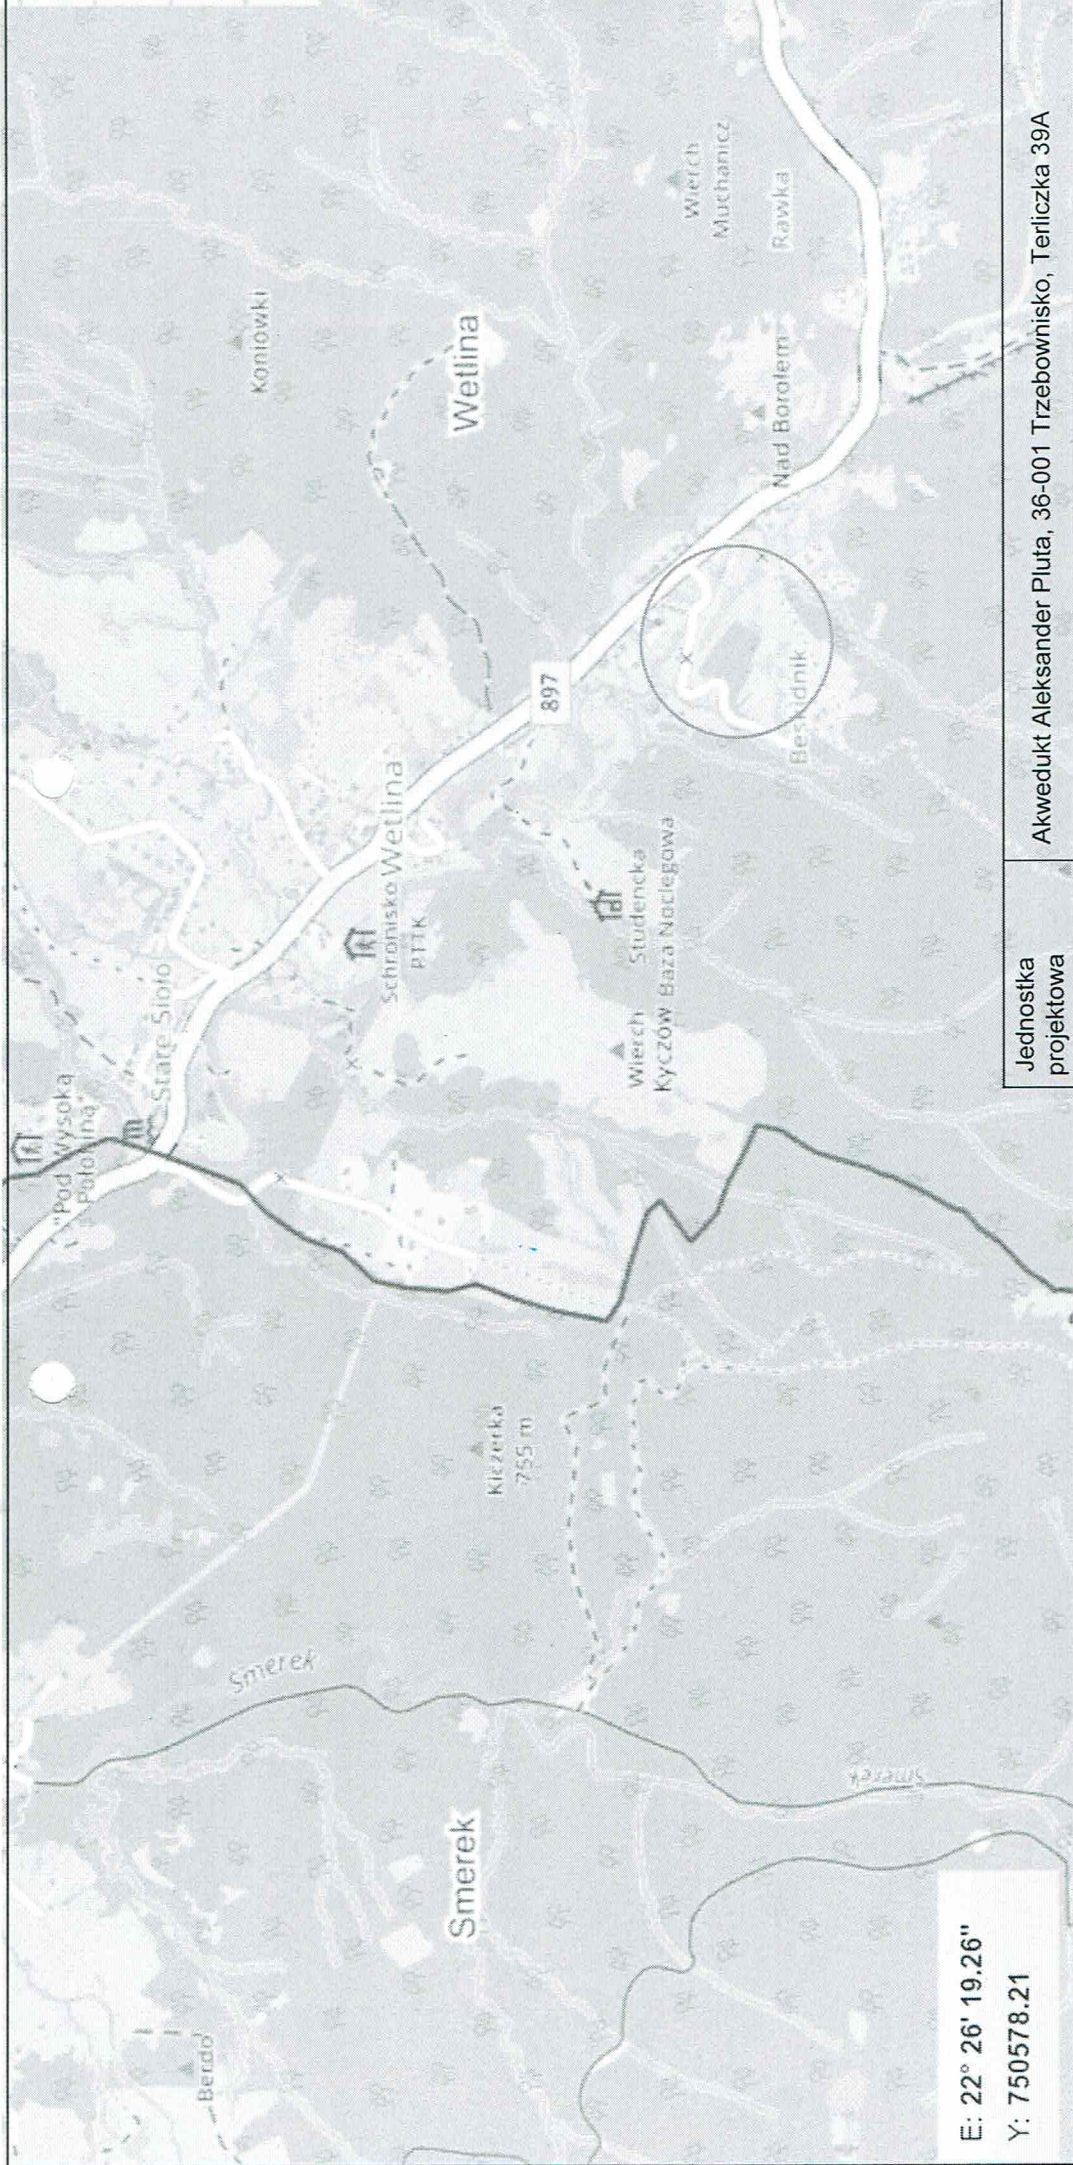 "Pod Wysoką
Połoniną"
Stare Sioło
Koniówki
Schronisko
PTTK
Wetlina
Wetlina
Kiczerka
755 m
Smerek
Berdo
Smerek
897
Wierch
Muchanicz
Rawka
Nad Borołem
Studencka
Baza Noclegowa
Wierch
Kyczów
Beskidnik
Smerek
E: 22° 26' 19.26"
Y: 750578.21
Jednostka
projektowa
Akwedukt Aleksander Pluta, 36-001 Trzebownisko, Terliczka 39A